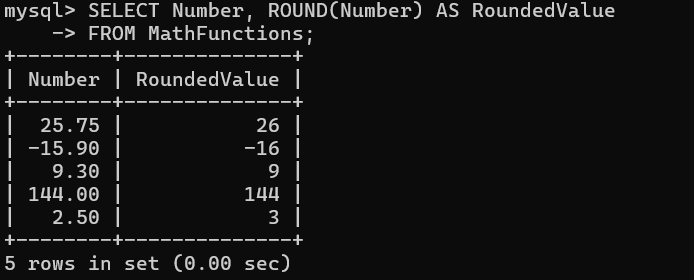 mysql> SELECT Number, ROUND(Number) AS RoundedValue
    -> FROM MathFunctions;
+--------+--------------+
| Number | RoundedValue |
+--------+--------------+
|  25.75 |           26 |
| -15.90 |          -16 |
|   9.30 |            9 |
| 144.00 |          144 |
|   2.50 |            3 |
+--------+--------------+
5 rows in set (0.00 sec)